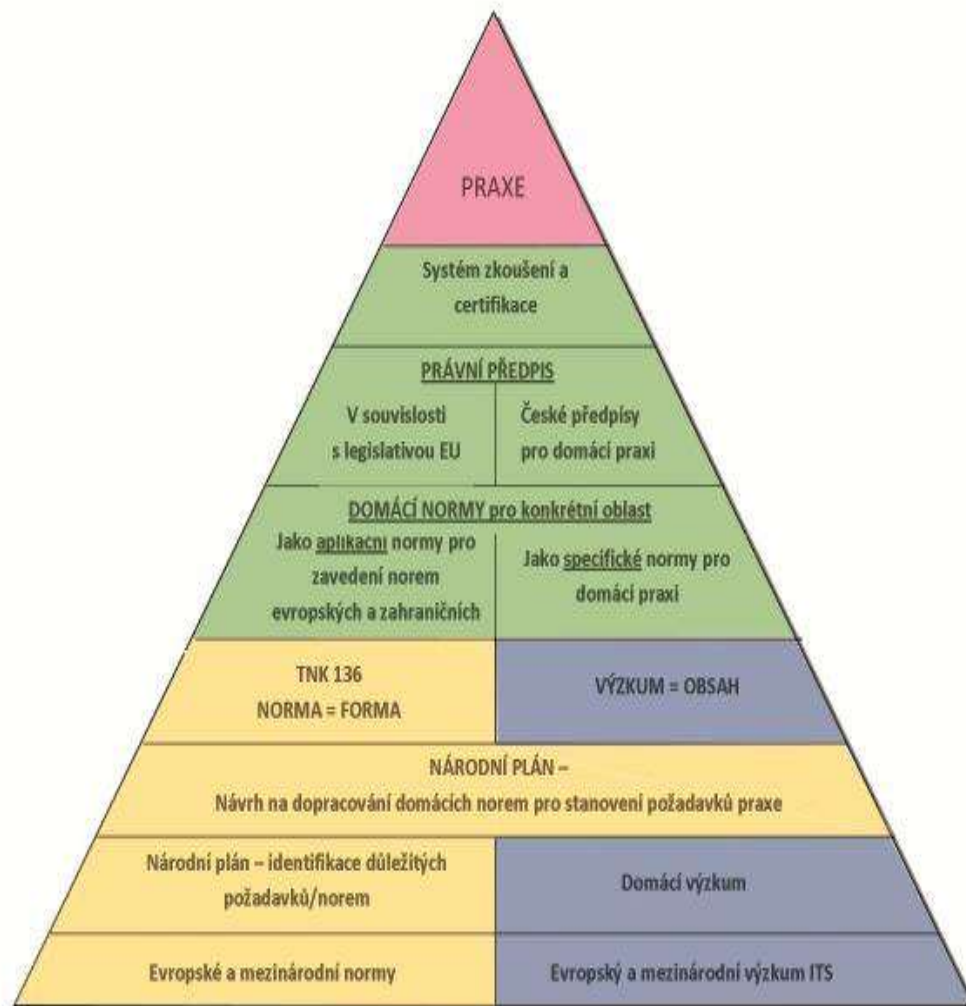 PRAXE
Systém zkoušení a
certifikace
PRÁVNÍ PŘEDPIS
V souvislosti
s legislativou EU
České předpisy
pro domácí praxi
DOMÁCÍ NORMY pro konkrétní oblast
Jako aplikační normy pro
zavedení norem
evropských a zahraničních
Jako specifické normy pro
domácí praxi
TNK 136
NORMA = FORMA
VÝZKUM = OBSAH
NÁRODNÍ PLÁN –
Návrh na dopracování domácích norem pro stanovení požadavků praxe
Národní plán – identifikace důležitých
požadavků/norem
Domácí výzkum
Evropské a mezinárodní normy
Evropský a mezinárodní výzkum ITS